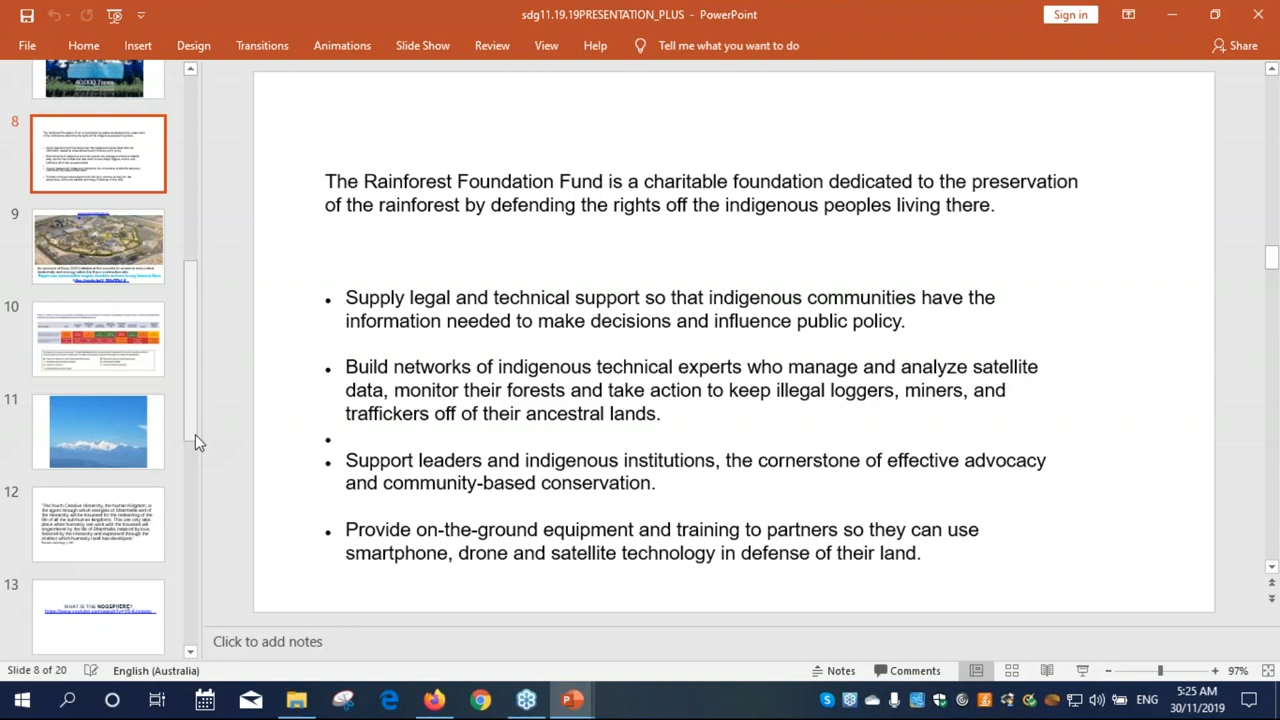 sdg11.19.19PRESENTATION_PLUS - PowerPoint
Sign in
File Home Insert Design Transitions Animations Slide Show Review View Help Tell me what you want to do Share
40,000 Trees
8
9
10
11
12
13
WHAT IS THE NOOSPHERE?
The Rainforest Foundation Fund is a charitable foundation dedicated to the preservation
of the rainforest by defending the rights off the indigenous peoples living there.
• Supply legal and technical support so that indigenous communities have the
information needed to make decisions and influence public policy.
• Build networks of indigenous technical experts who manage and analyze satellite
data, monitor their forests and take action to keep illegal loggers, miners, and
traffickers off of their ancestral lands.
•
• Support leaders and indigenous institutions, the cornerstone of effective advocacy
and community-based conservation.
• Provide on-the-ground equipment and training to partners so they can use
smartphone, drone and satellite technology in defense of their land.
Click to add notes
Slide 8 of 20 English (Australia) Notes Comments 97%
ENG 5:25 AM
30/11/2019